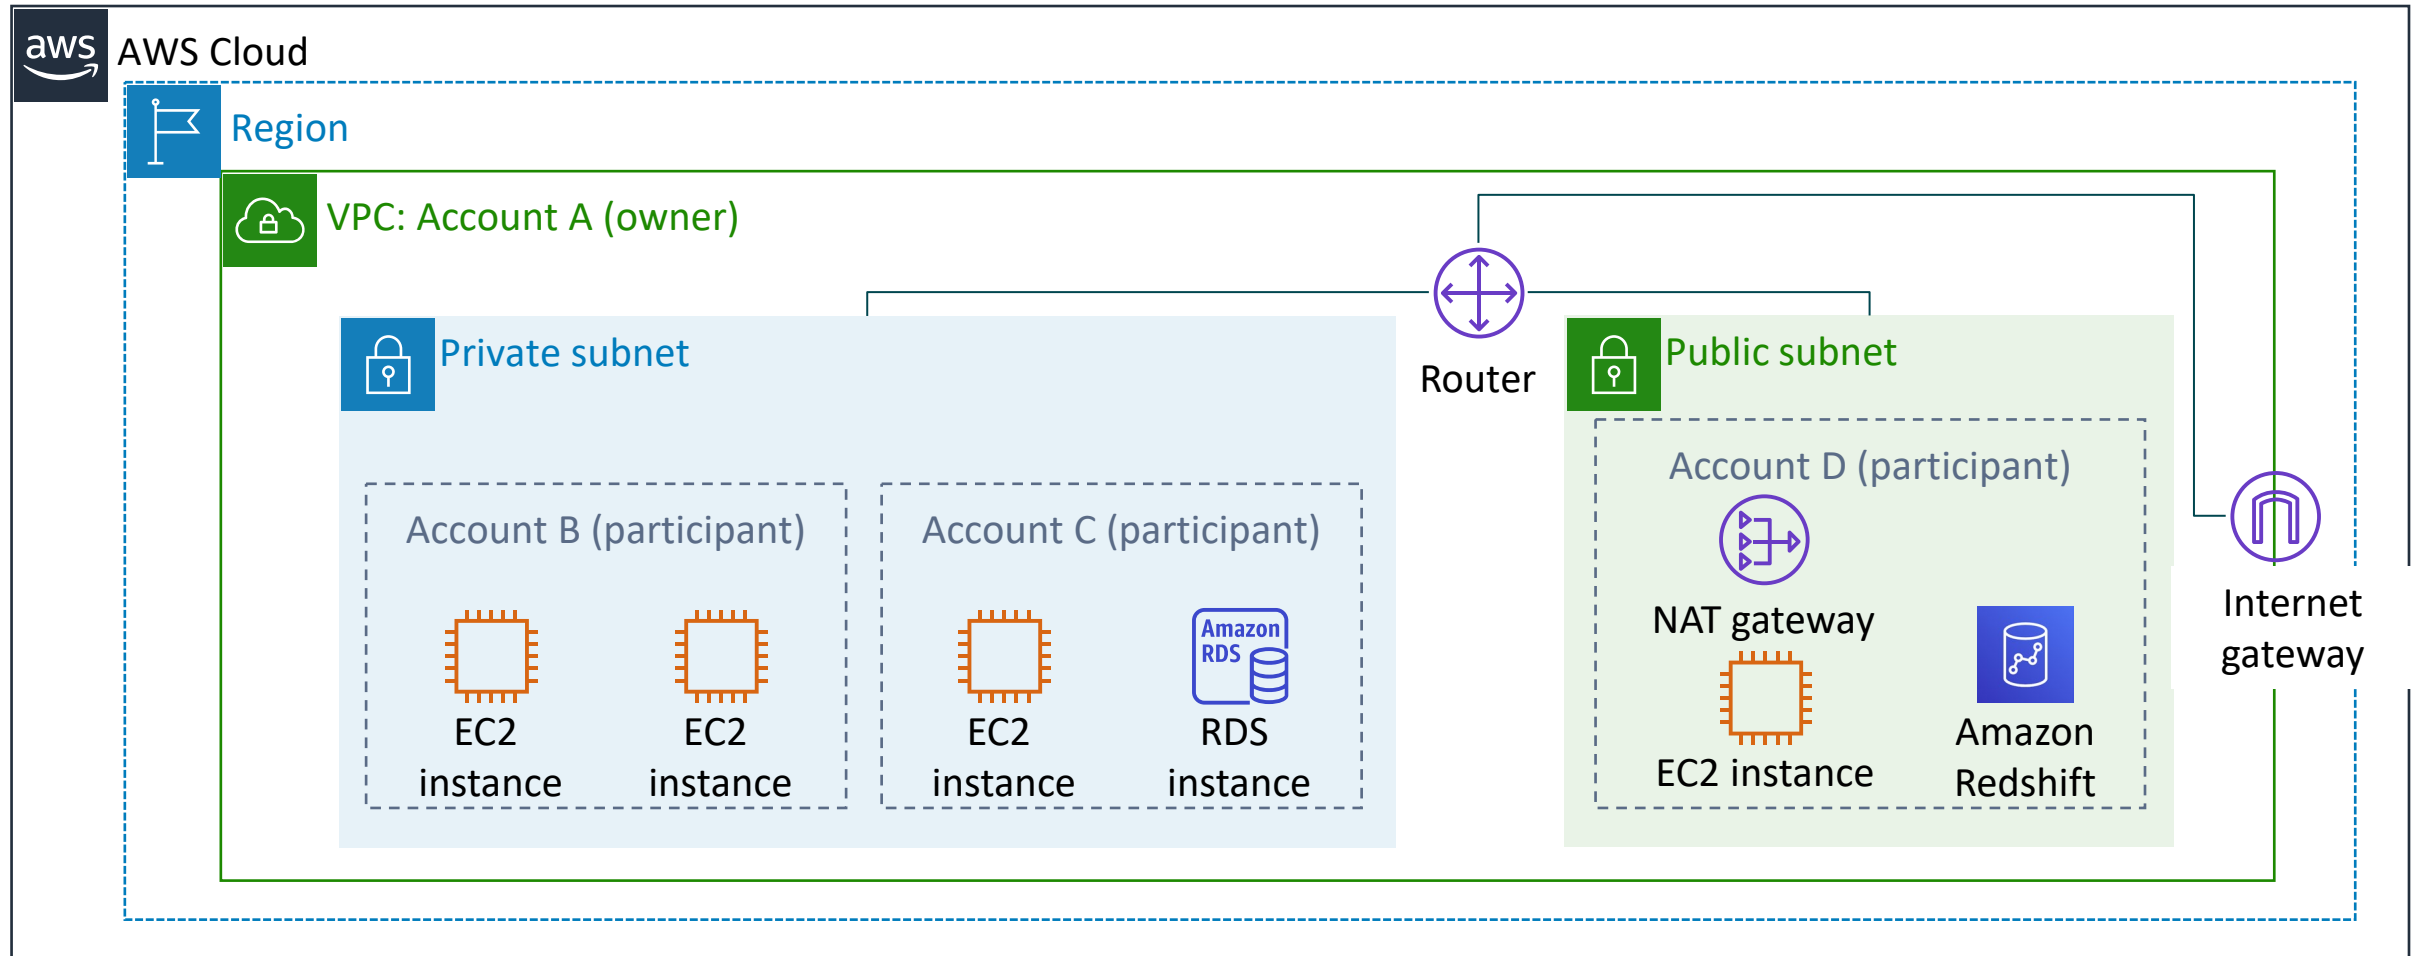 aws
AWS Cloud
Region
VPC: Account A (owner)
Private subnet
Router
Public subnet
Account B (participant)
Account C (participant)
Account D (participant)
NAT gateway
Internet
gateway
EC2
instance
EC2
instance
EC2
instance
Amazon
RDS
RDS
instance
EC2 instance
Amazon
Redshift